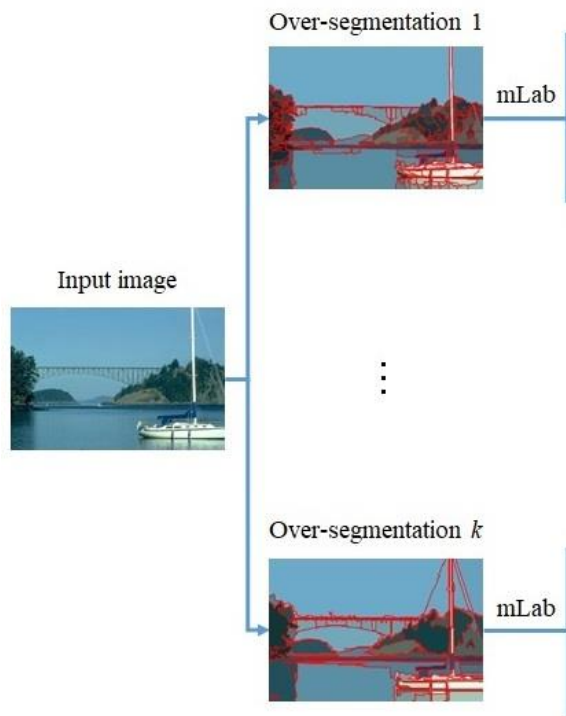 Over-segmentation 1
mLab
Input image
⋮
Over-segmentation k
mLab